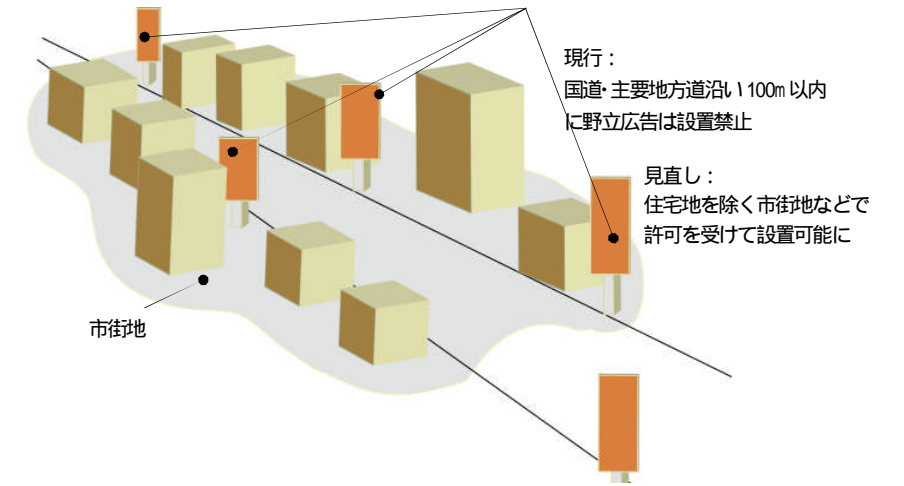 現行：
国道・主要地方道沿い100m以内
に野立広告は設置禁止
見直し：
住宅地を除く市街地などで
許可を受けて設置可能に
市街地